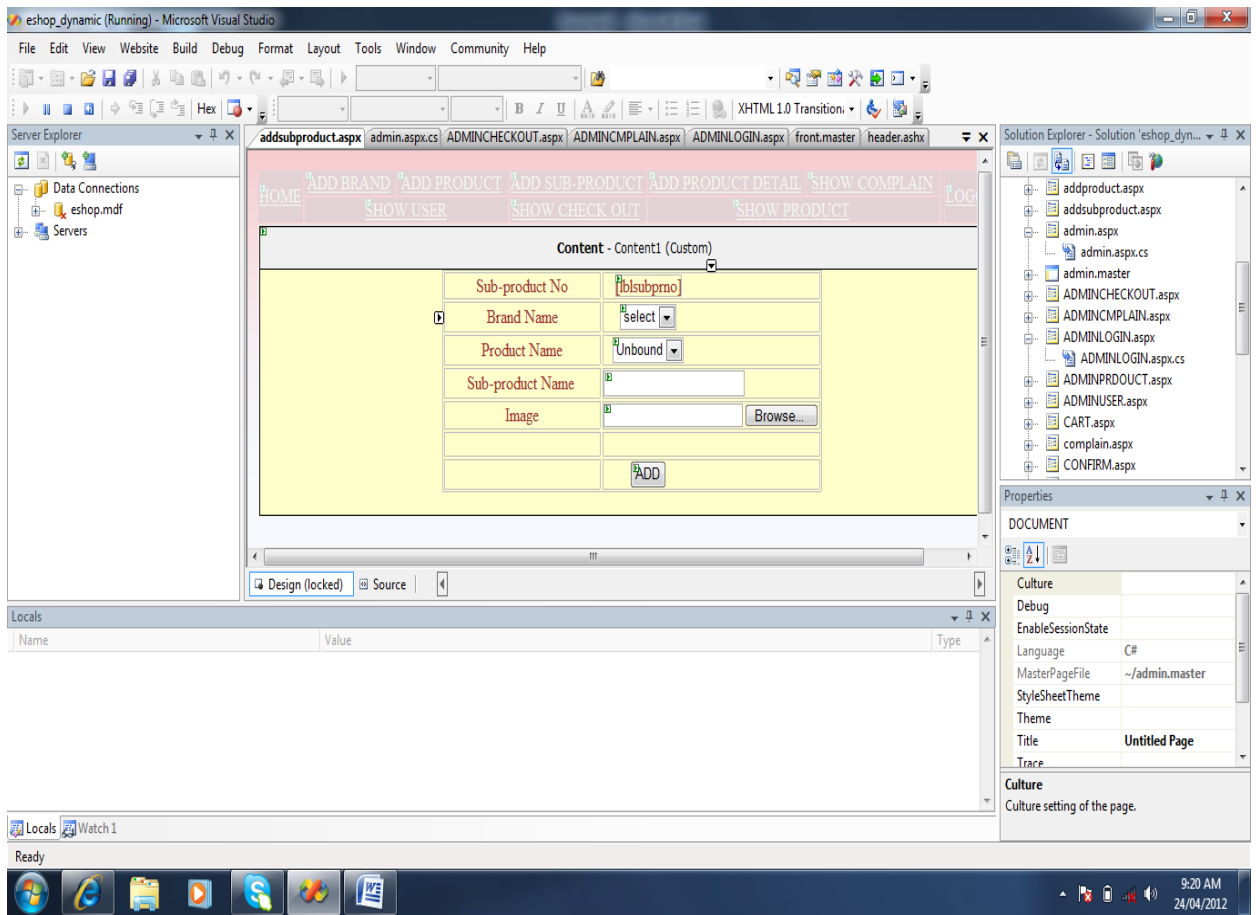 eshop_dynamic (Running) - Microsoft Visual Studio
File Edit View Website Build Debug Format Layout Tools Window Community Help
Hex B I U XHTML 1.0 Transition:
Server Explorer
Data Connections
eshop.mdf
Servers
addsubproduct.aspx admin.aspx.cs ADMINCHECKOUT.aspx ADMINCMPLAIN.aspx ADMINLOGIN.aspx front.master header.ashx
HOME ADD BRAND ADD PRODUCT ADD SUB-PRODUCT ADD PRODUCT DETAIL SHOW COMPLAIN LOG
SHOW USER SHOW CHECK OUT SHOW PRODUCT
Content - Content1 (Custom)
Sub-product No [lblsubprno]
Brand Name select
Product Name Unbound
Sub-product Name
Image Browse...
ADD
Design (locked) Source
Solution Explorer - Solution 'eshop_dyn...
addproduct.aspx
addsubproduct.aspx
admin.aspx
admin.aspx.cs
admin.master
ADMINCHECKOUT.aspx
ADMINCMPLAIN.aspx
ADMINLOGIN.aspx
ADMINLOGIN.aspx.cs
ADMINPRDOUCT.aspx
ADMINUSER.aspx
CART.aspx
complain.aspx
CONFIRM.aspx
Properties
DOCUMENT
Culture
Debug
EnableSessionState
Language C#
MasterPageFile ~/admin.master
StyleSheetTheme
Theme
Title Untitled Page
Trace
Culture
Culture setting of the page.
Locals
Name Value Type
Locals Watch 1
Ready
9:20 AM
24/04/2012